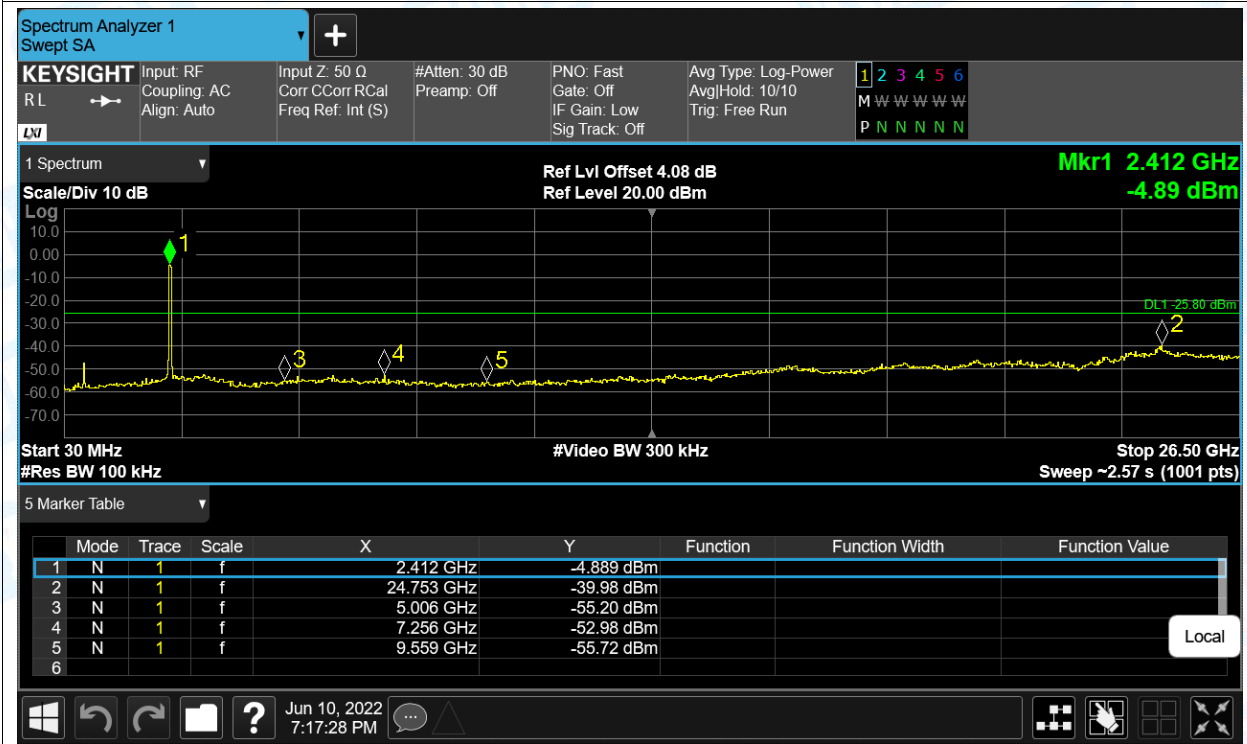 Spectrum Analyzer 1
Swept SA
KEYSIGHT
R L
LXI
Input: RF
Coupling: AC
Align: Auto
Input Z: 50 Ω
Corr CCorr RCal
Freq Ref: Int (S)
#Atten: 30 dB
Preamp: Off
PNO: Fast
Gate: Off
IF Gain: Low
Sig Track: Off
Avg Type: Log-Power
Avg|Hold: 10/10
Trig: Free Run
1 2 3 4 5 6
M W W W W W
P N N N N N
1 Spectrum
Scale/Div 10 dB
Ref Lvl Offset 4.08 dB
Ref Level 20.00 dBm
Mkr1 2.412 GHz
-4.89 dBm
Log
10.0
0.00
-10.0
-20.0
-30.0
-40.0
-50.0
-60.0
-70.0
1
DL1 -25.80 dBm
2
3
4
5
Start 30 MHz
#Video BW 300 kHz
Stop 26.50 GHz
#Res BW 100 kHz
Sweep ~2.57 s (1001 pts)
5 Marker Table
Mode Trace Scale X Y Function Function Width Function Value
1 N 1 f 2.412 GHz -4.889 dBm
2 N 1 f 24.753 GHz -39.98 dBm
3 N 1 f 5.006 GHz -55.20 dBm
4 N 1 f 7.256 GHz -52.98 dBm
5 N 1 f 9.559 GHz -55.72 dBm
6
Local
?
Jun 10, 2022
7:17:28 PM